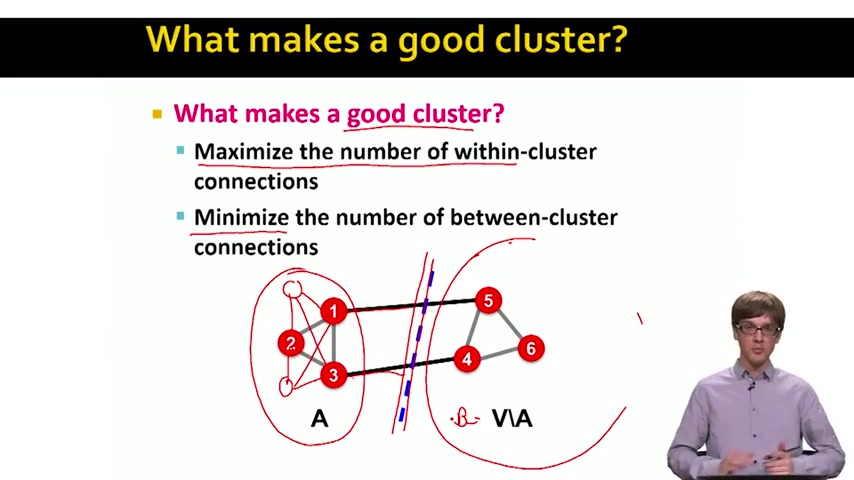 What makes a good cluster?
What makes a good cluster?
Maximize the number of within-cluster
connections
Minimize the number of between-cluster
connections
1
5
2
6
3
4
A
B
V\A